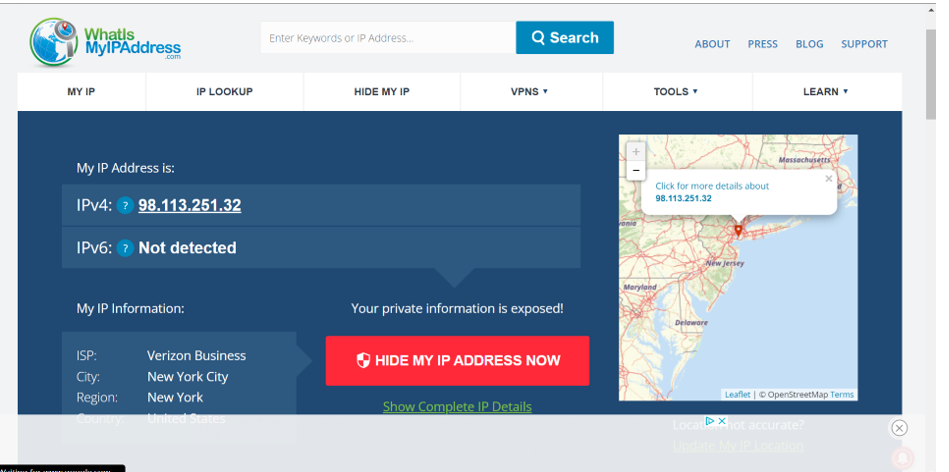 WhatIs
MyIPAddress
.com
Enter Keywords or IP Address...
Search
ABOUT PRESS BLOG SUPPORT
MY IP IP LOOKUP HIDE MY IP VPNS ▾ TOOLS ▾ LEARN ▾
My IP Address is:
IPv4: ? 98.113.251.32
IPv6: ? Not detected
My IP Information:
ISP: Verizon Business
City: New York City
Region: New York
Country: United States
Your private information is exposed!
HIDE MY IP ADDRESS NOW
Show Complete IP Details
+
−
Massachusetts
Click for more details about ×
98.113.251.32
New Jersey
Maryland
Delaware
Leaflet | © OpenStreetMap Terms
Location not accurate?
Update My IP Location